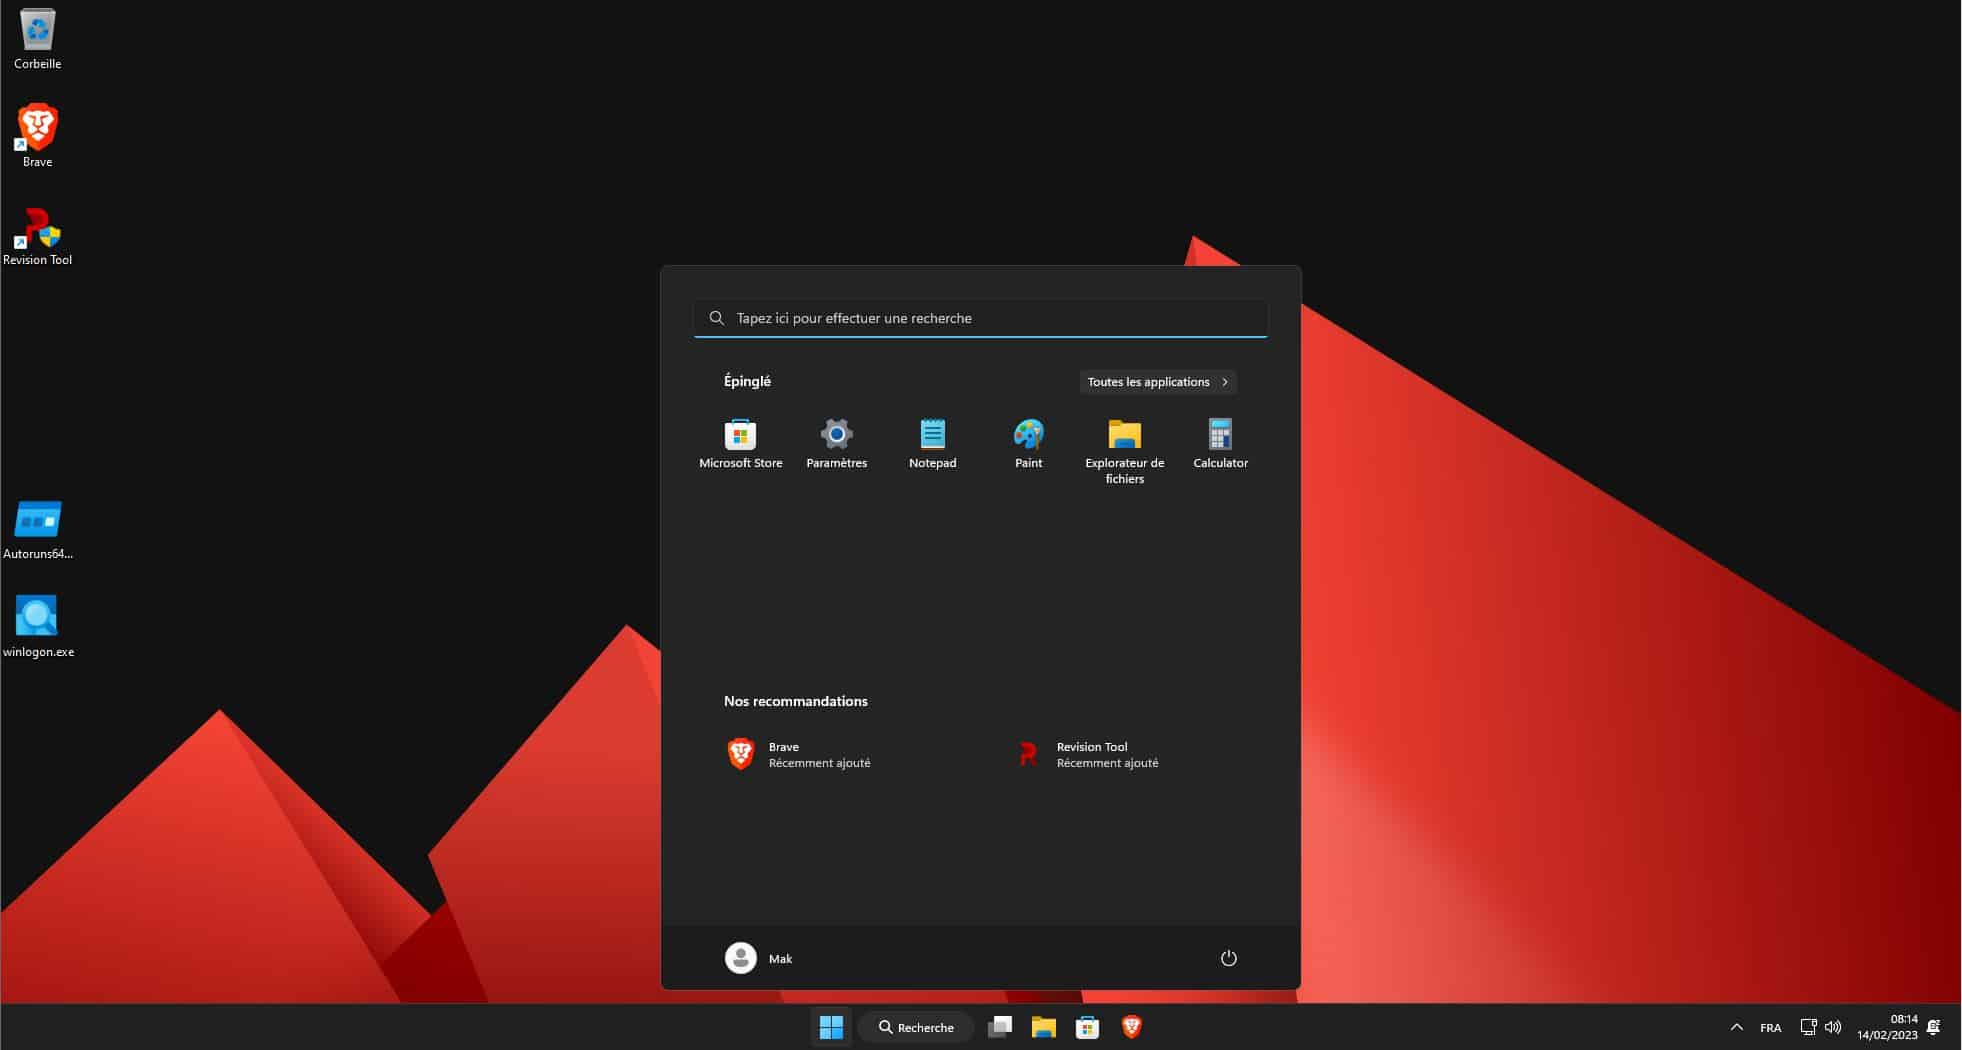 Corbeille
Brave
Revision Tool
Autoruns64...
winlogon.exe
Tapez ici pour effectuer une recherche
Épinglé
Toutes les applications
Microsoft Store
Paramètres
Notepad
Paint
Explorateur de
fichiers
Calculator
Nos recommandations
Brave
Récemment ajouté
Revision Tool
Récemment ajouté
Mak
Recherche
FRA
08:14
14/02/2023